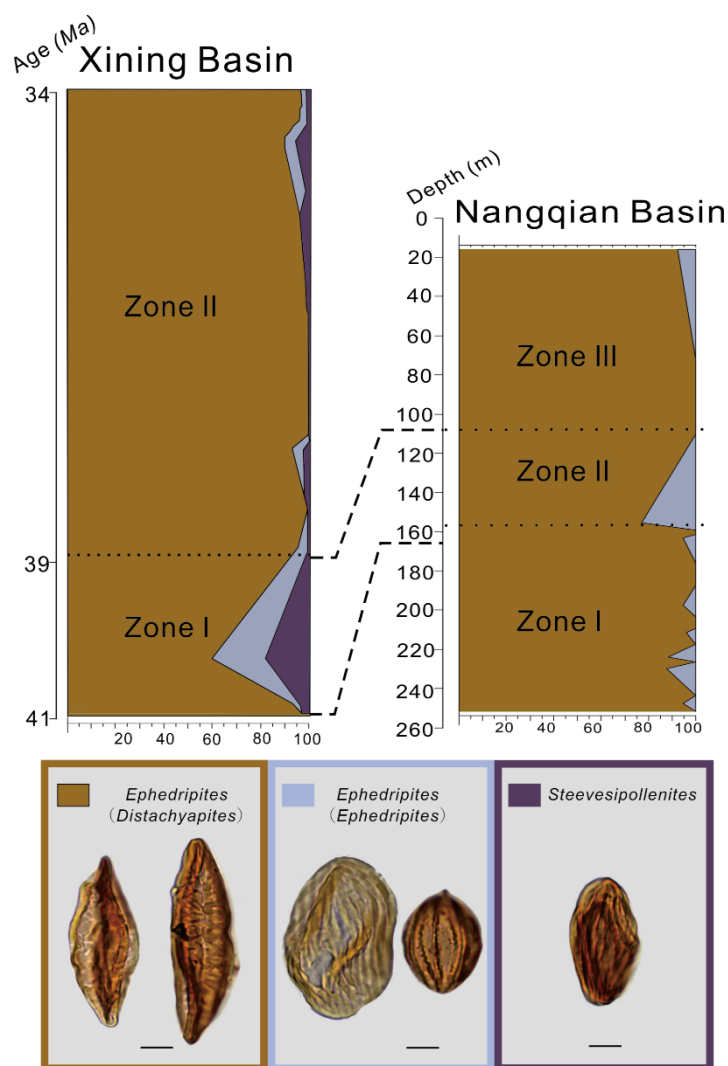 Age (Ma)
Xining Basin
34
39
41
Zone II
Zone I
20 40 60 80 100
Depth (m)
Nangqian Basin
0
20
40
60
80
100
120
140
160
180
200
220
240
260
Zone III
Zone II
Zone I
20 40 60 80 100
Ephedripites
（Distachyapites）
Ephedripites
（Ephedripites）
Steevesipollenites